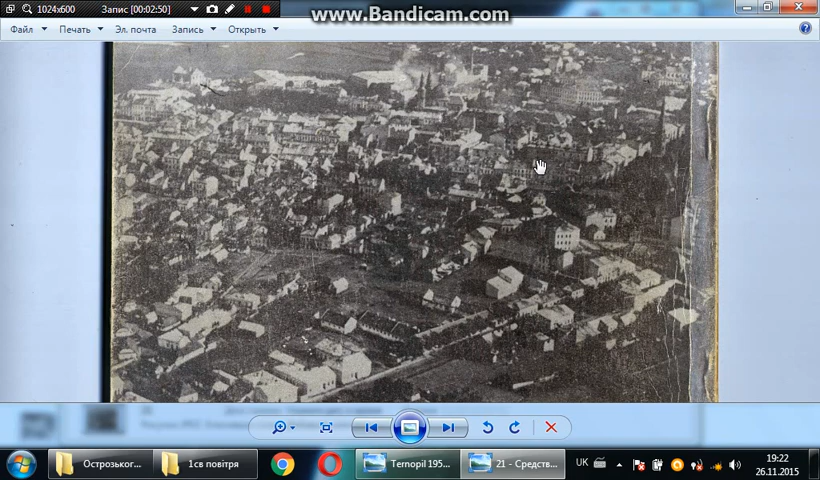 1024x600
Запис [00:02:50]
www.Bandicam.com
Файл
Печать
Эл. почта
Запись
Открыть
Острозьког...
1св повітря
Ternopil 195...
21 - Средств...
UK
19:22
26.11.2015